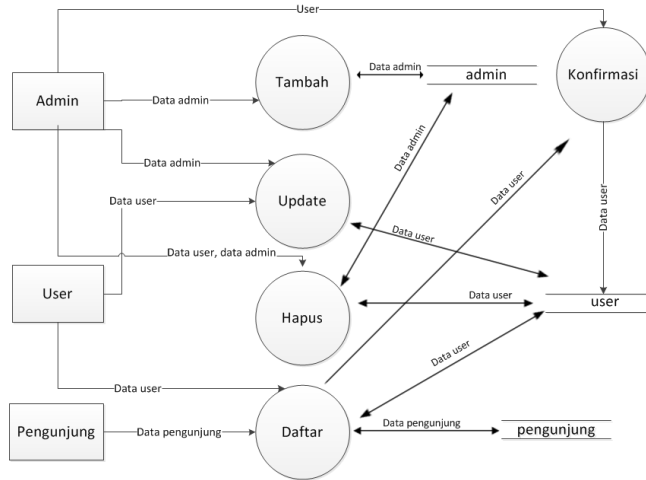 User
Data admin
admin
Konfirmasi
Tambah
Admin
Data admin
Data admin
Data admin
Data user
Data user
Data user
Update
Data user
Data user, data admin
User
Hapus
Data user
user
Data user
Data user
Pengunjung
Data pengunjung
Daftar
Data pengunjung
pengunjung